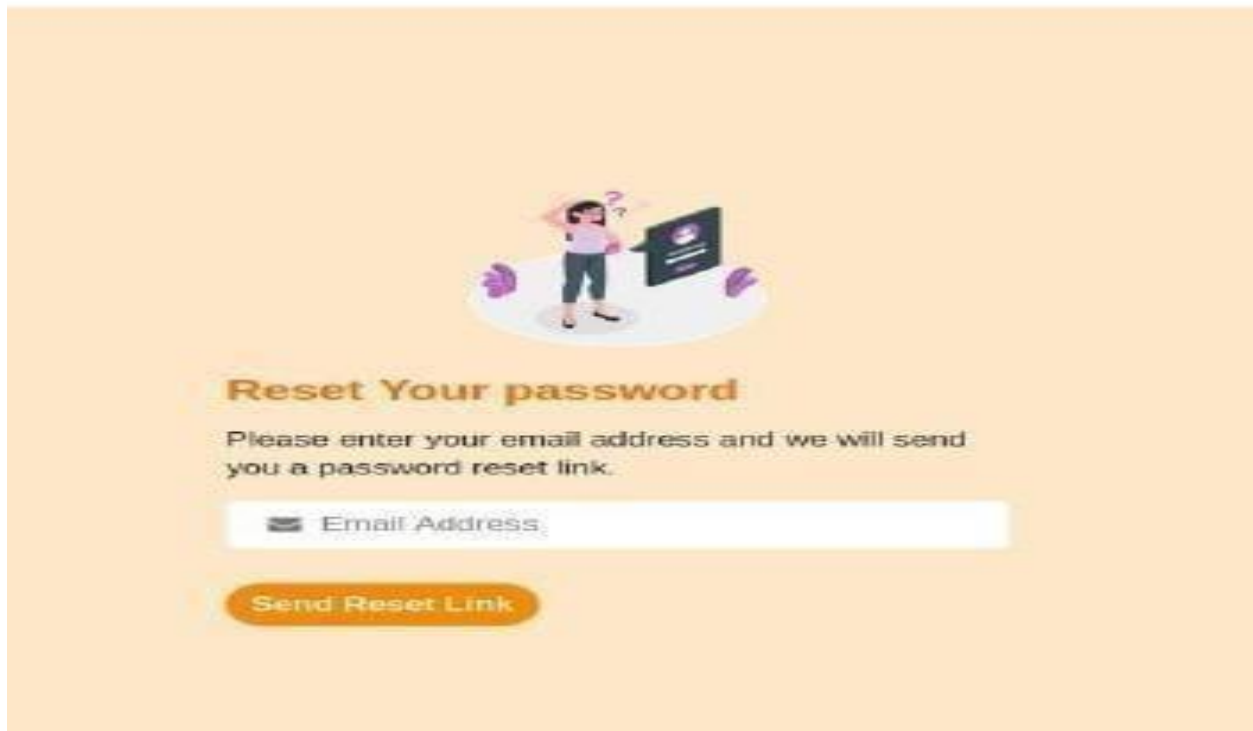 Reset Your password
Please enter your email address and we will send
you a password reset link.
Email Address
Send Reset Link